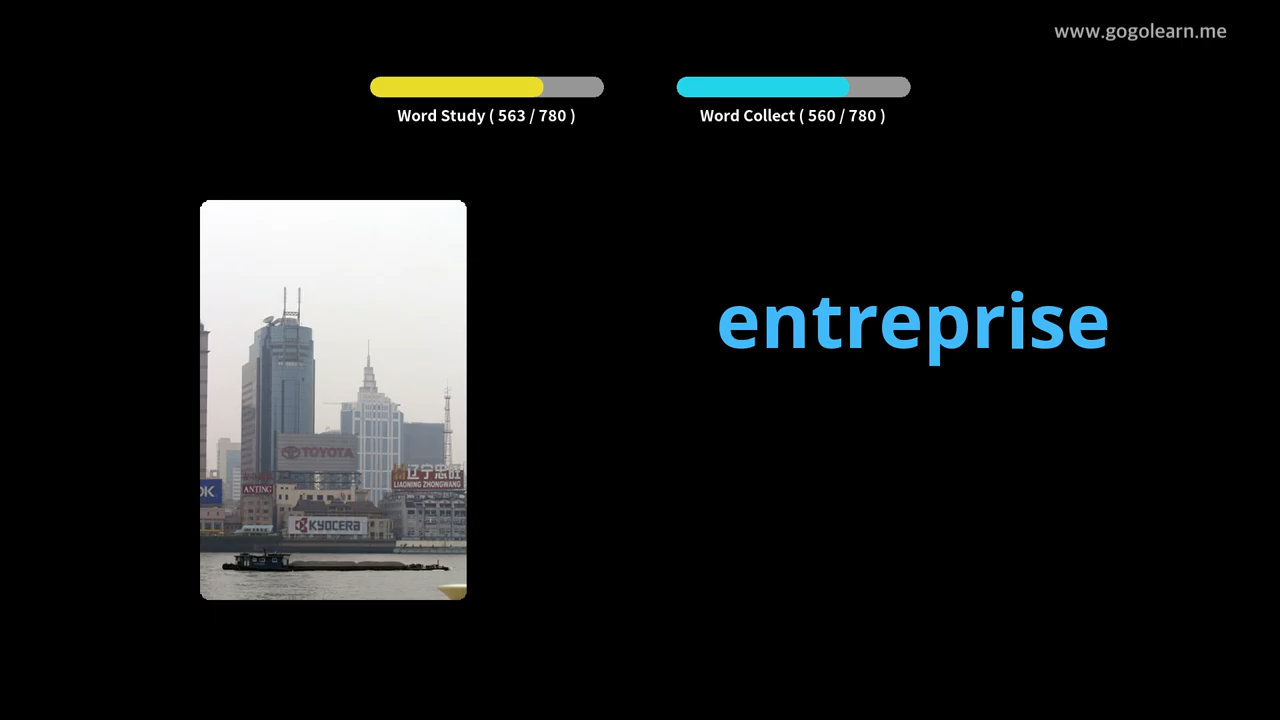 www.gogolearn.me
Word Study ( 563 / 780 )
Word Collect ( 560 / 780 )
entreprise
TOYOTA
辽宁忠旺
LIAONING ZHONGWANG
OK
ANTING
KYOCERA